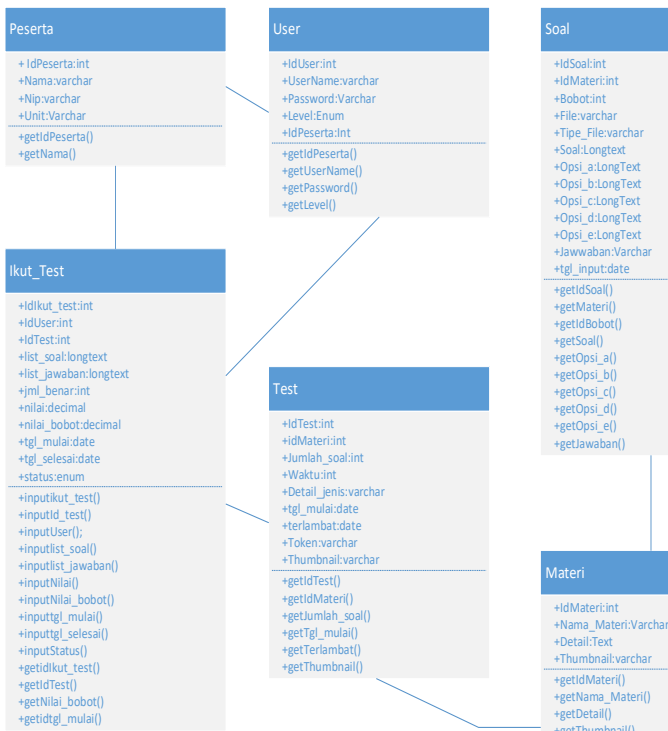 Peserta
+ IdPeserta:int
+Nama:varchar
+Nip:varchar
+Unit:Varchar
+getIdPeserta()
+getNama()
User
+IdUser:int
+UserName:varchar
+Password:Varchar
+Level:Enum
+IdPeserta:Int
+getIdPeserta()
+getUserName()
+getPassword()
+getLevel()
Soal
+IdSoal:int
+IdMateri:int
+Bobot:int
+File:varchar
+Tipe_File:varchar
+Soal:Longtext
+Opsi_a:LongText
+Opsi_b:LongText
+Opsi_c:LongText
+Opsi_d:LongText
+Opsi_e:LongText
+Jawwaban:Varchar
+tgl_input:date
+getIdSoal()
+getMateri()
+getIdBobot()
+getSoal()
+getOpsi_a()
+getOpsi_b()
+getOpsi_c()
+getOpsi_d()
+getOpsi_e()
+getJawaban()
Ikut_Test
+IdIkut_test:int
+IdUser:int
+IdTest:int
+list_soal:longtext
+list_jawaban:longtext
+jml_benar:int
+nilai:decimal
+nilai_bobot:decimal
+tgl_mulai:date
+tgl_selesai:date
+status:enum
+inputikut_test()
+inputId_test()
+inputUser();
+inputlist_soal()
+inputlist_jawaban()
+inputNilai()
+inputNilai_bobot()
+inputtgl_mulai()
+inputtgl_selesai()
+inputStatus()
+getidIkut_test()
+getIdTest()
+getNilai_bobot()
+getidtgl_mulai()
Test
+IdTest:int
+idMateri:int
+Jumlah_soal:int
+Waktu:int
+Detail_jenis:varchar
+tgl_mulai:date
+terlambat:date
+Token:varchar
+Thumbnail:varchar
+getIdTest()
+getIdMateri()
+getJumlah_soal()
+getTgl_mulai()
+getTerlambat()
+getThumbnail()
Materi
+IdMateri:int
+Nama_Materi:Varchar
+Detail:Text
+Thumbnail:varchar
+getIdMateri()
+getNama_Materi()
+getDetail()
+getThumbnail()